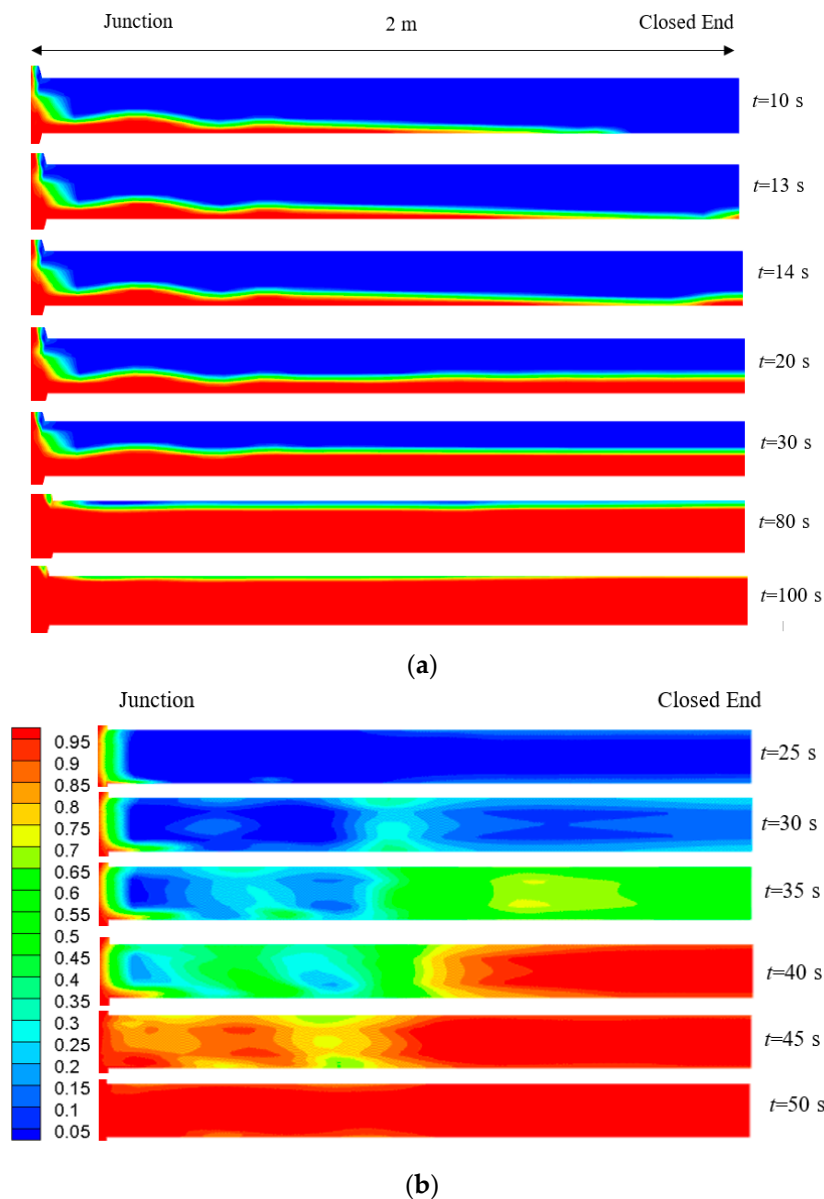 Junction 2 m Closed End
t=10 s
t=13 s
t=14 s
t=20 s
t=30 s
t=80 s
t=100 s
(a)
Junction Closed End
0.95
0.9
0.85
0.8
0.75
0.7
0.65
0.6
0.55
0.5
0.45
0.4
0.35
0.3
0.25
0.2
0.15
0.1
0.05
t=25 s
t=30 s
t=35 s
t=40 s
t=45 s
t=50 s
(b)